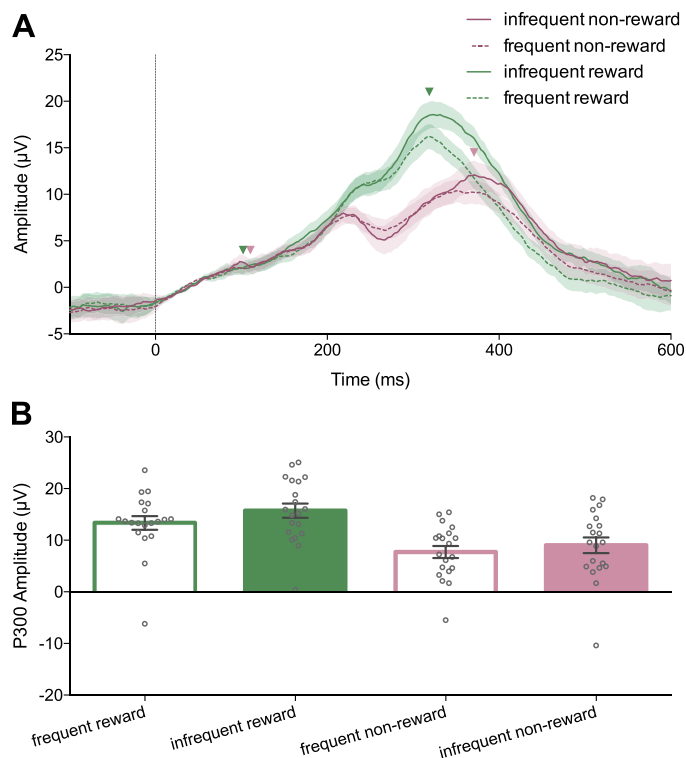 A
infrequent non-reward
frequent non-reward
infrequent reward
frequent reward
25
20
15
10
5
0
-5
Amplitude (µV)
0
200
400
600
Time (ms)
B
30
20
10
0
-10
-20
P300 Amplitude (µV)
frequent reward
infrequent reward
frequent non-reward
infrequent non-reward